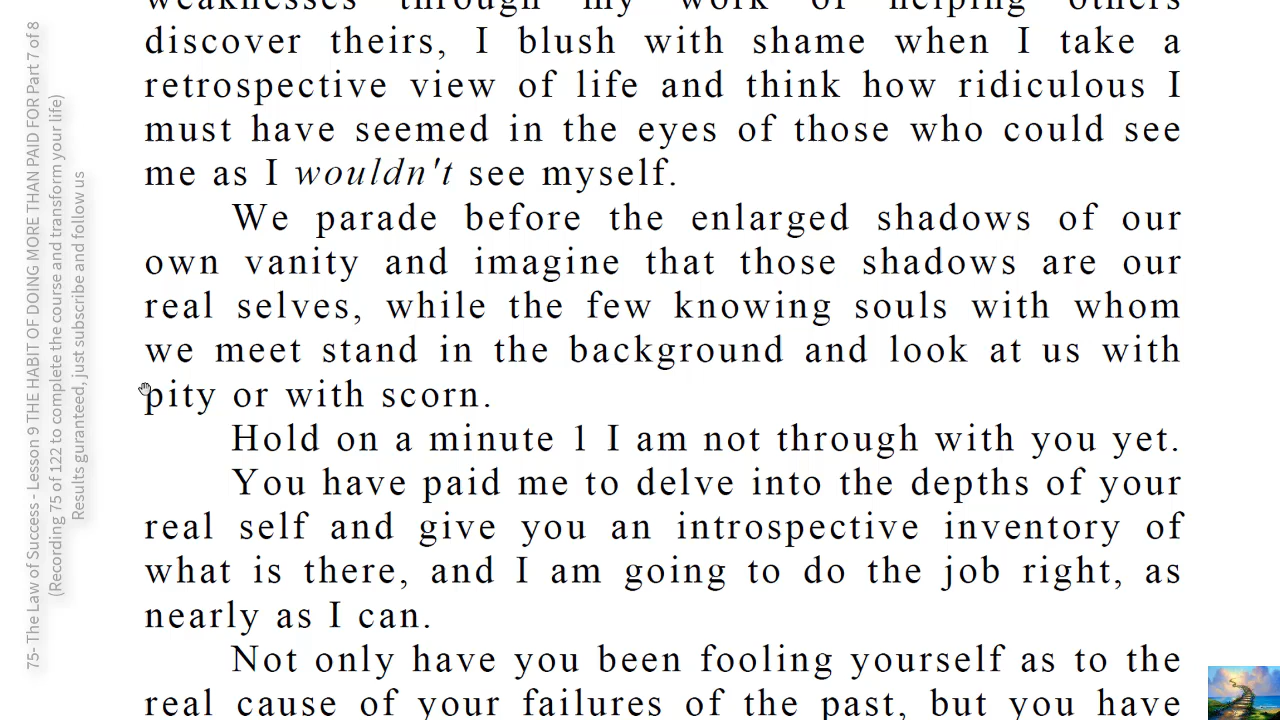 weaknesses through my work of helping others
discover theirs, I blush with shame when I take a
retrospective view of life and think how ridiculous I
must have seemed in the eyes of those who could see
me as I wouldn't see myself.
We parade before the enlarged shadows of our
own vanity and imagine that those shadows are our
real selves, while the few knowing souls with whom
we meet stand in the background and look at us with
pity or with scorn.
Hold on a minute 1 I am not through with you yet.
You have paid me to delve into the depths of your
real self and give you an introspective inventory of
what is there, and I am going to do the job right, as
nearly as I can.
Not only have you been fooling yourself as to the
real cause of your failures of the past, but you have
75- The Law of Success - Lesson 9 THE HABIT OF DOING MORE THAN PAID FOR Part 7 of 8
(Recording 75 of 122 to complete the course and transform your life)
Results guranteed, just subscribe and follow us